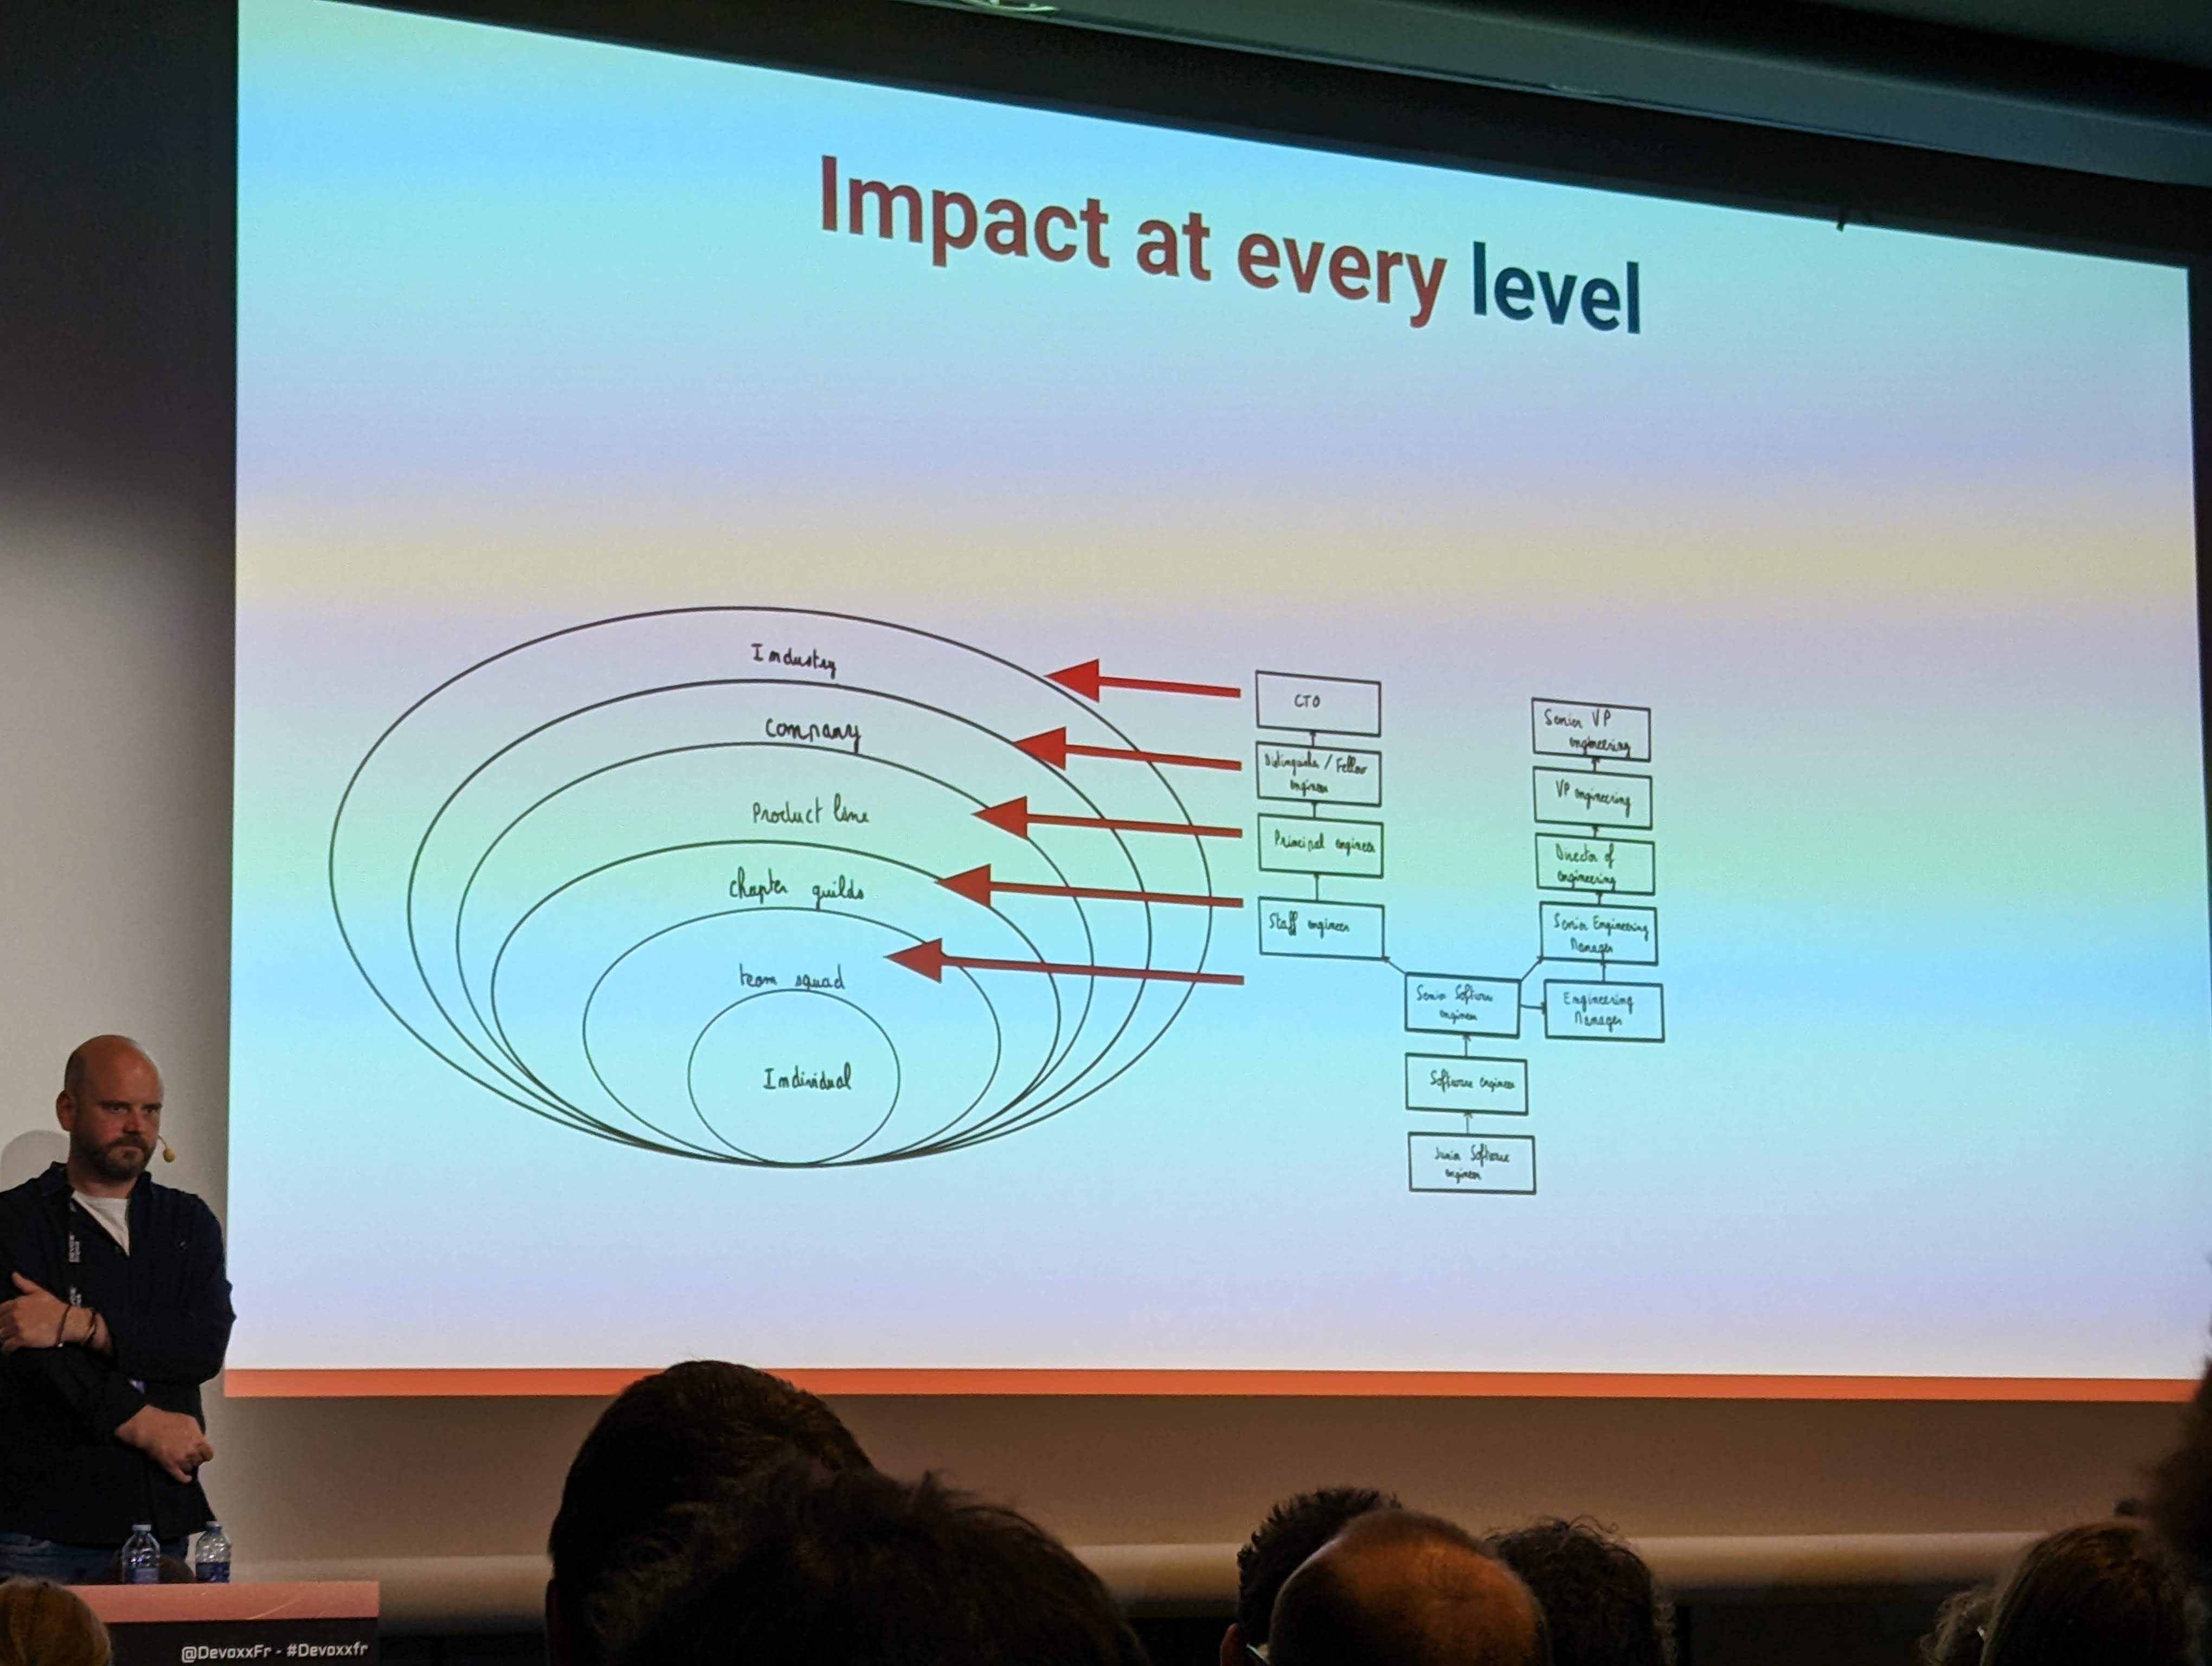 Impact at every level
Industry
Company
Product line
chapter guilds
team squad
Individual
CTO
Distinguishe / Fellow
engineer
Principal engineer
Staff engineer
Senior VP
engineering
VP engineering
Director of
engineering
Senior Engineering
Manager
Engineering
Manager
Senior Software
engineer
Software engineer
Junior Software
engineer
@DevoxxFr - #Devoxxfr